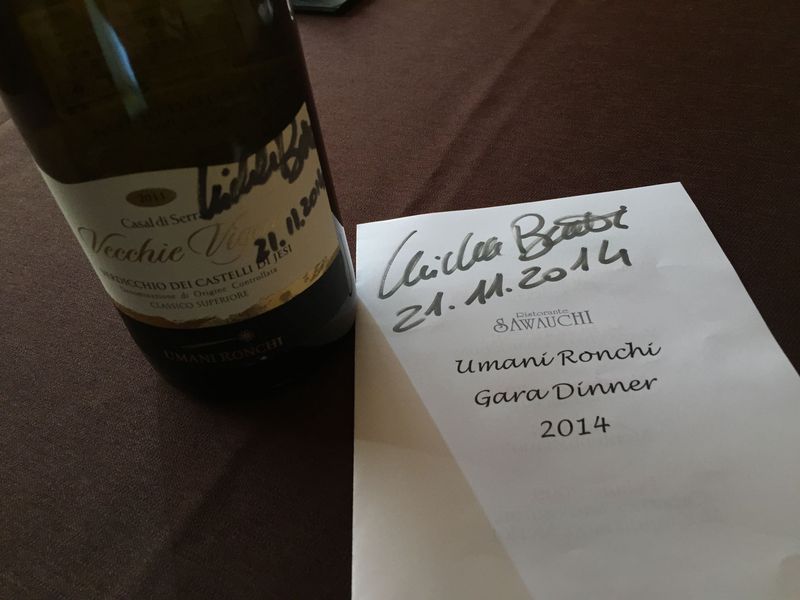 2011
Casal di Serra
Vecchie
21.11.2014
VERDICCHIO DEI CASTELLI DI JESI
Denominazione di Origine Controllata
CLASSICO SUPERIORE
UMANI RONCHI
21.11.2014
Ristorante
SAWAUCHI
Umani Ronchi
Gara Dinner
2014